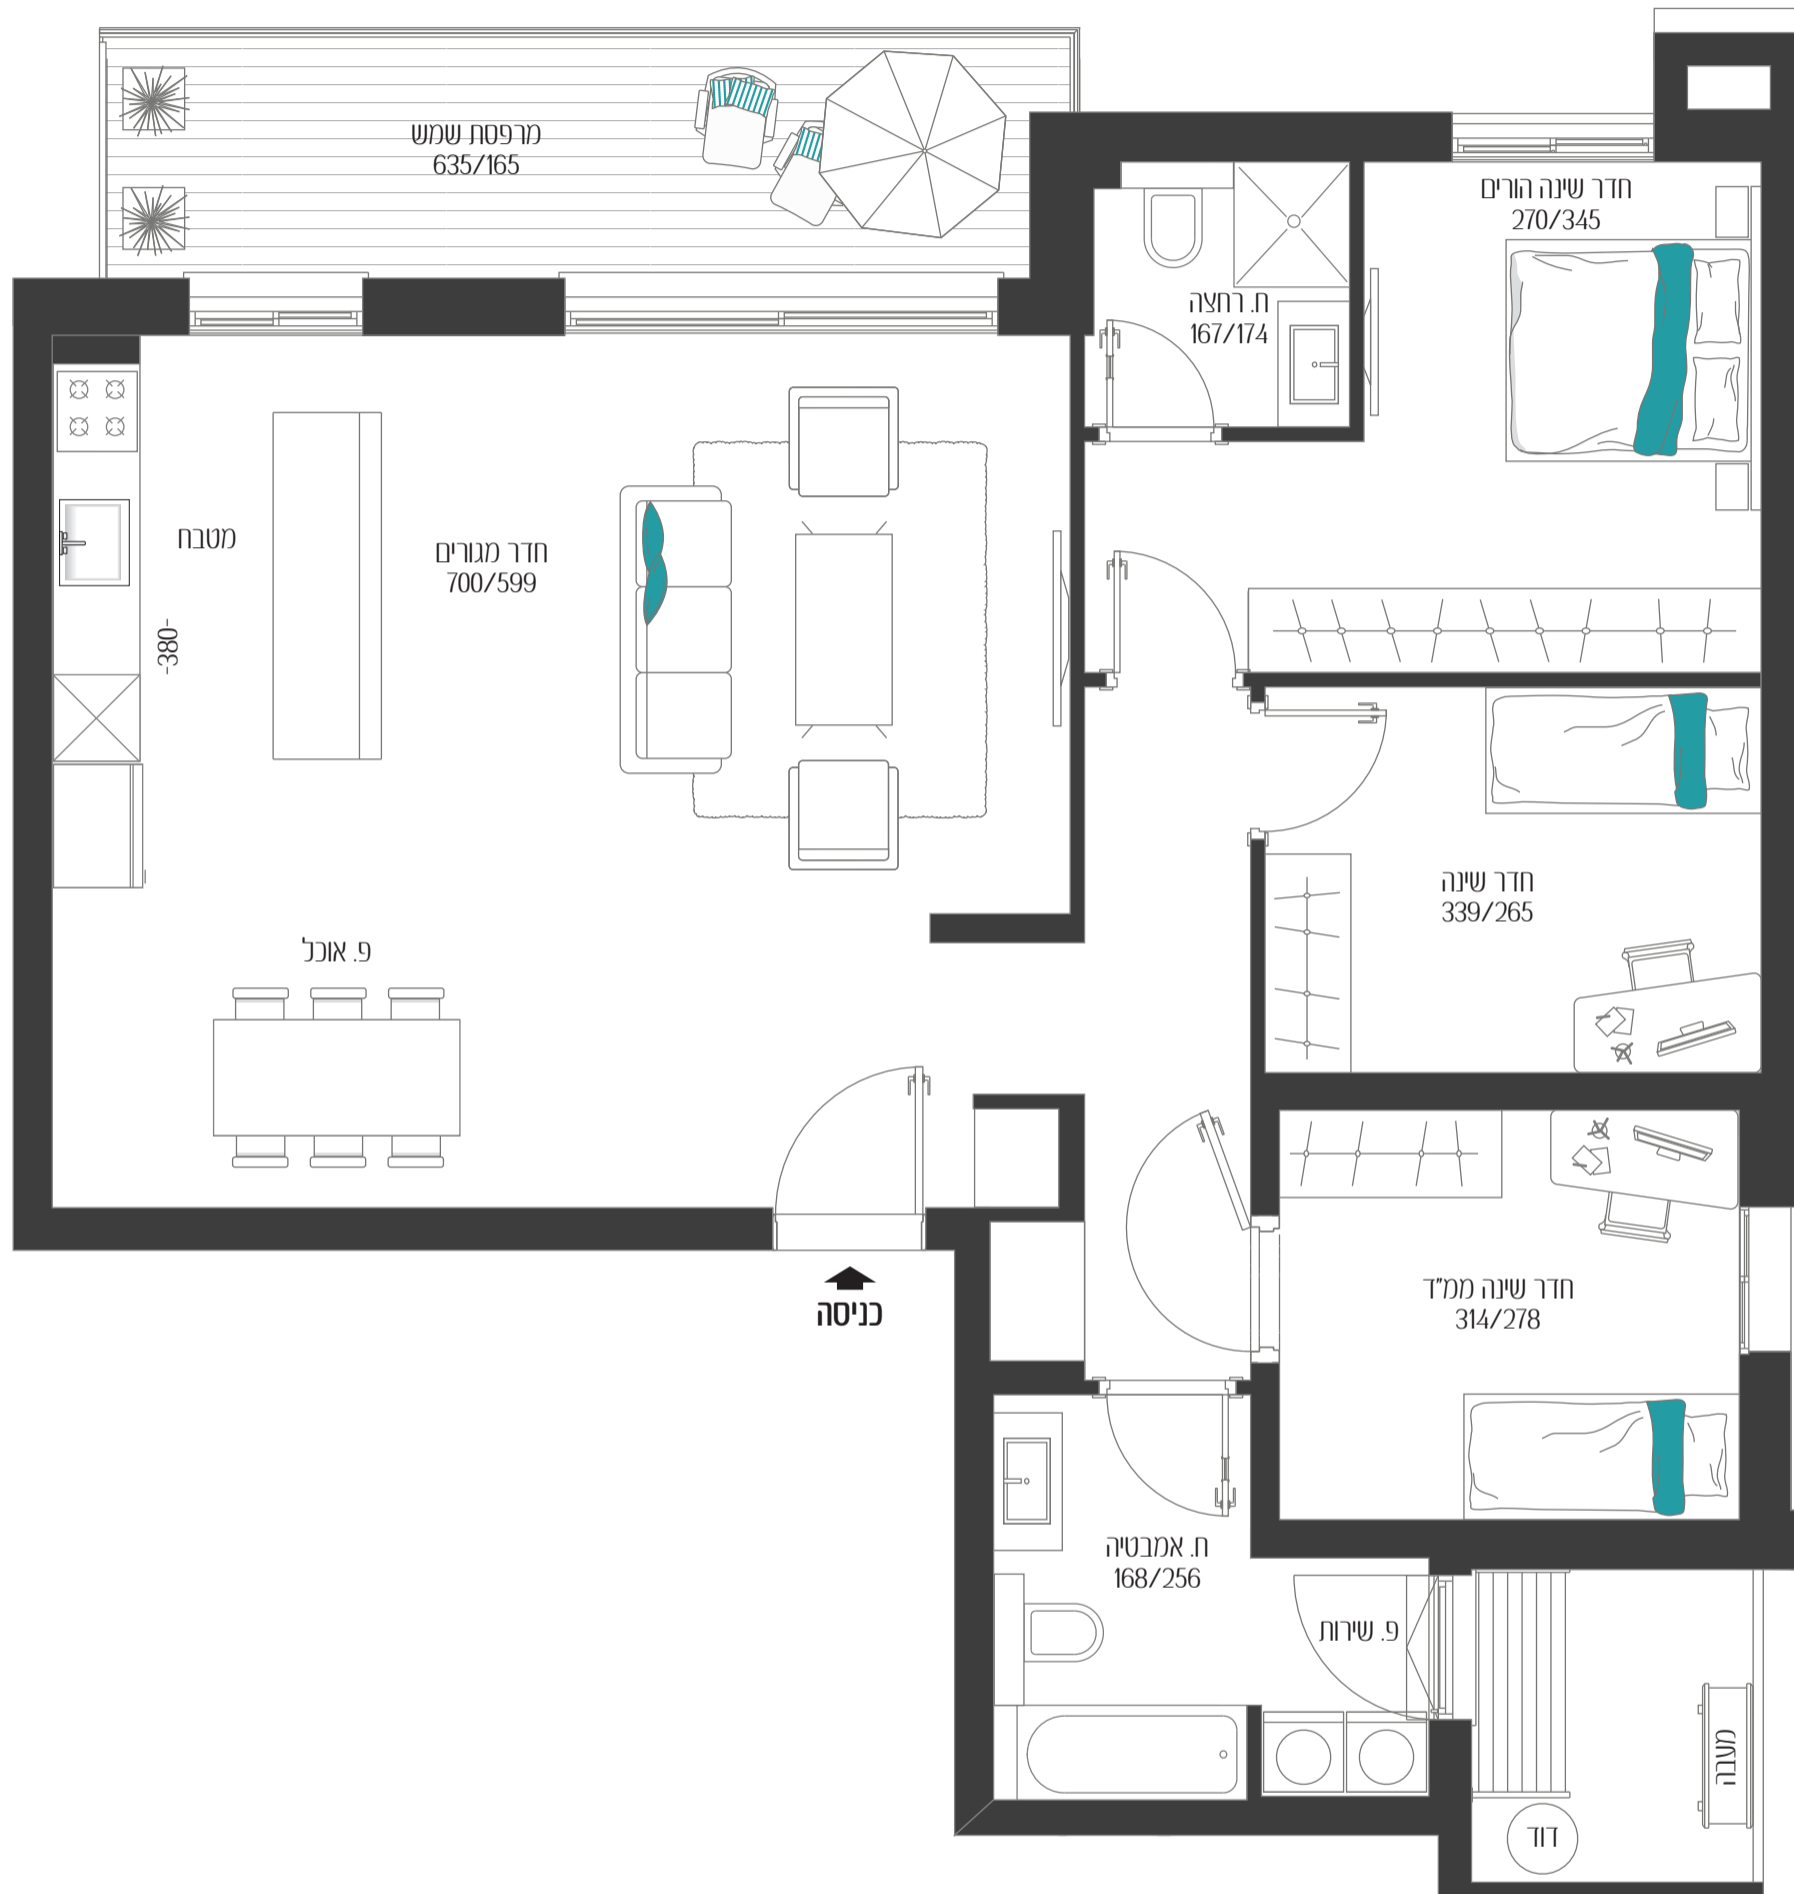 מרפסת שמש
635/165
חדר שינה הורים
270/345
ח. רחצה
167/174
מטבח
-380-
חדר מגורים
700/599
חדר שינה
339/265
פ. אוכל
חדר שינה ממ"ד
314/278
כניסה
ח. אמבטיה
168/256
פ. שירות
מעבה
דוד